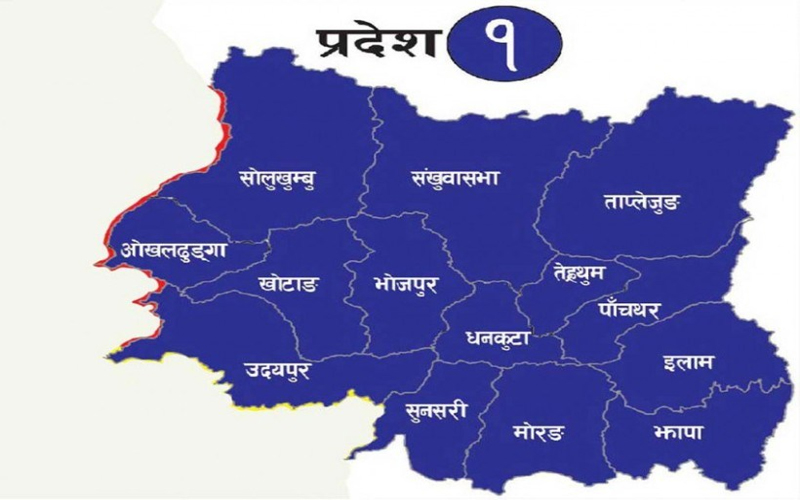 प्रदेश १
सोलुखुम्बु
संखुवासभा
ताप्लेजुङ
ओखलढुङ्गा
खोटाङ
भोजपुर
तेह्रथुम
पाँचथर
धनकुटा
उदयपुर
इलाम
सुनसरी
मोरङ
झापा